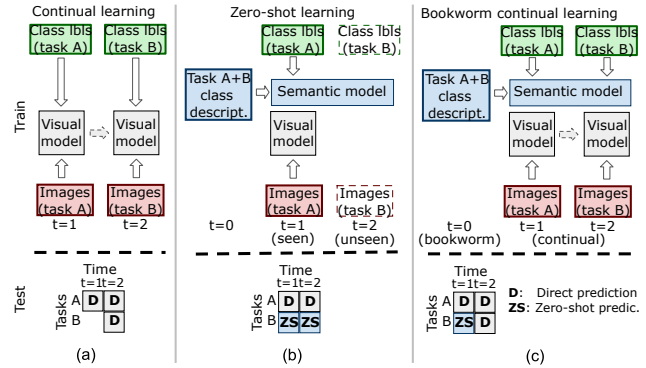 Continual learning
Class lbls
(task A)
Class lbls
(task B)
Train
Visual
model
Visual
model
Images
(task A)
Images
(task B)
t=1
t=2
Test
Time
t=1t=2
Tasks
A D D
B D
(a)
Zero-shot learning
Class lbls
(task A)
Class lbls
(task B)
Task A+B
class
descript.
Semantic model
Visual
model
Images
(task A)
Images
(task B)
t=0
t=1
(seen)
t=2
(unseen)
Time
t=1t=2
Tasks
A D D
B ZS ZS
(b)
Bookworm continual learning
Class lbls
(task A)
Class lbls
(task B)
Task A+B
class
descript.
Semantic model
Visual
model
Visual
model
Images
(task A)
Images
(task B)
t=0
(bookworm)
t=1
t=2
(continual)
Time
t=1t=2
Tasks
A D D
B ZS D
D: Direct prediction
ZS: Zero-shot predic.
(c)